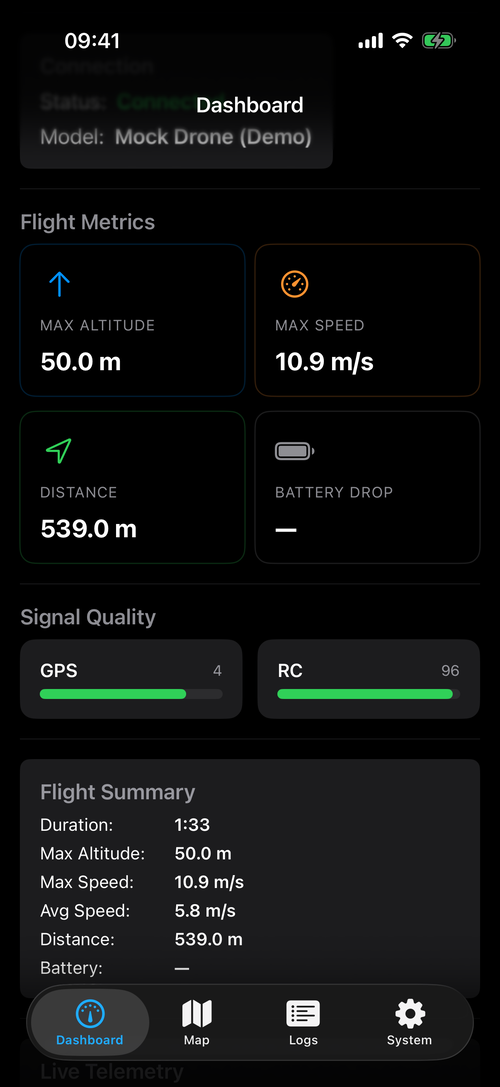 09:41
Connection
Status: Connected
Dashboard
Model: Mock Drone (Demo)
Flight Metrics
MAX ALTITUDE
50.0 m
MAX SPEED
10.9 m/s
DISTANCE
539.0 m
BATTERY DROP
—
Signal Quality
GPS 4
RC 96
Flight Summary
Duration: 1:33
Max Altitude: 50.0 m
Max Speed: 10.9 m/s
Avg Speed: 5.8 m/s
Distance: 539.0 m
Battery: —
Dashboard
Map
Logs
System
Live Telemetry